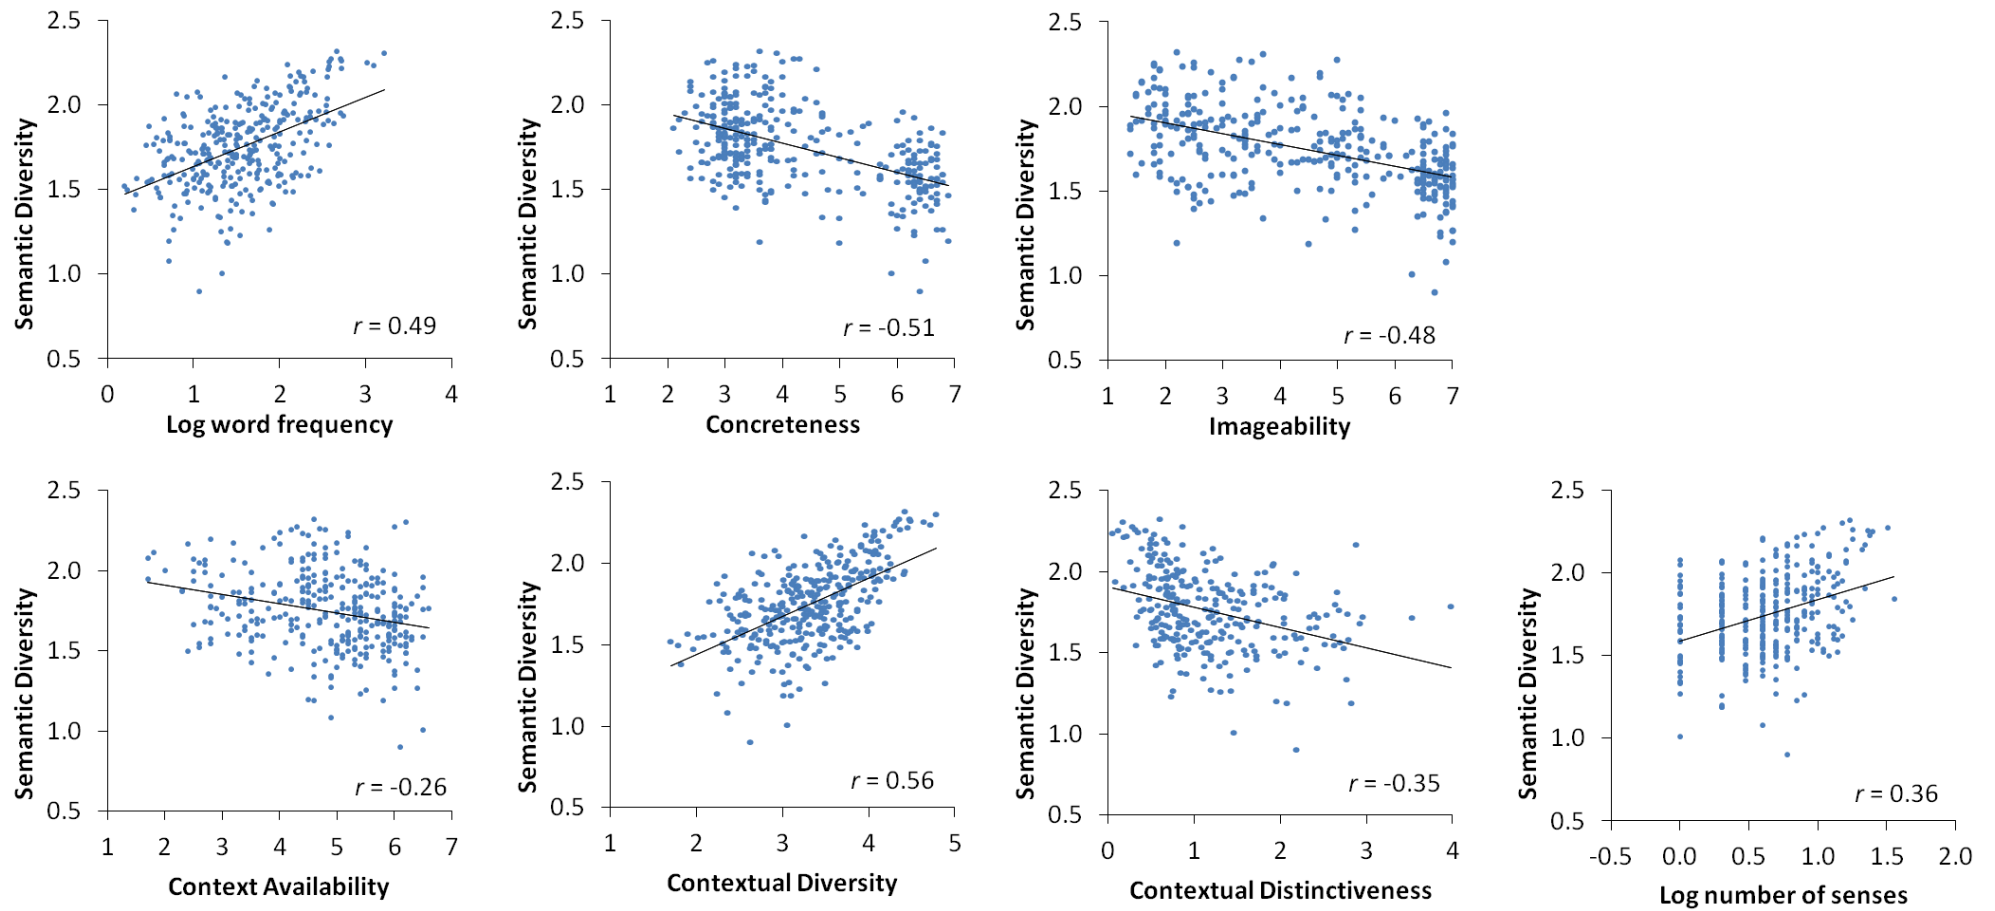 2.5
2.0
1.5
1.0
0.5
Semantic Diversity
r = 0.49
0 1 2 3 4
Log word frequency
2.5
2.0
1.5
1.0
0.5
Semantic Diversity
r = -0.51
1 2 3 4 5 6 7
Concreteness
2.5
2.0
1.5
1.0
0.5
Semantic Diversity
r = -0.48
1 2 3 4 5 6 7
Imageability
2.5
2.0
1.5
1.0
0.5
Semantic Diversity
r = -0.26
1 2 3 4 5 6 7
Context Availability
2.5
2.0
1.5
1.0
0.5
Semantic Diversity
r = 0.56
1 2 3 4 5
Contextual Diversity
2.5
2.0
1.5
1.0
0.5
Semantic Diversity
r = -0.35
0 1 2 3 4
Contextual Distinctiveness
2.5
2.0
1.5
1.0
0.5
Semantic Diversity
r = 0.36
-0.5 0.0 0.5 1.0 1.5 2.0
Log number of senses